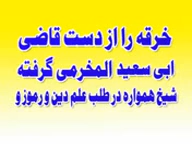 خرقه را از دست قاضی
ابی سعید المخرمی گرفته
شیخ همواره در طلب علم دین و رموز و